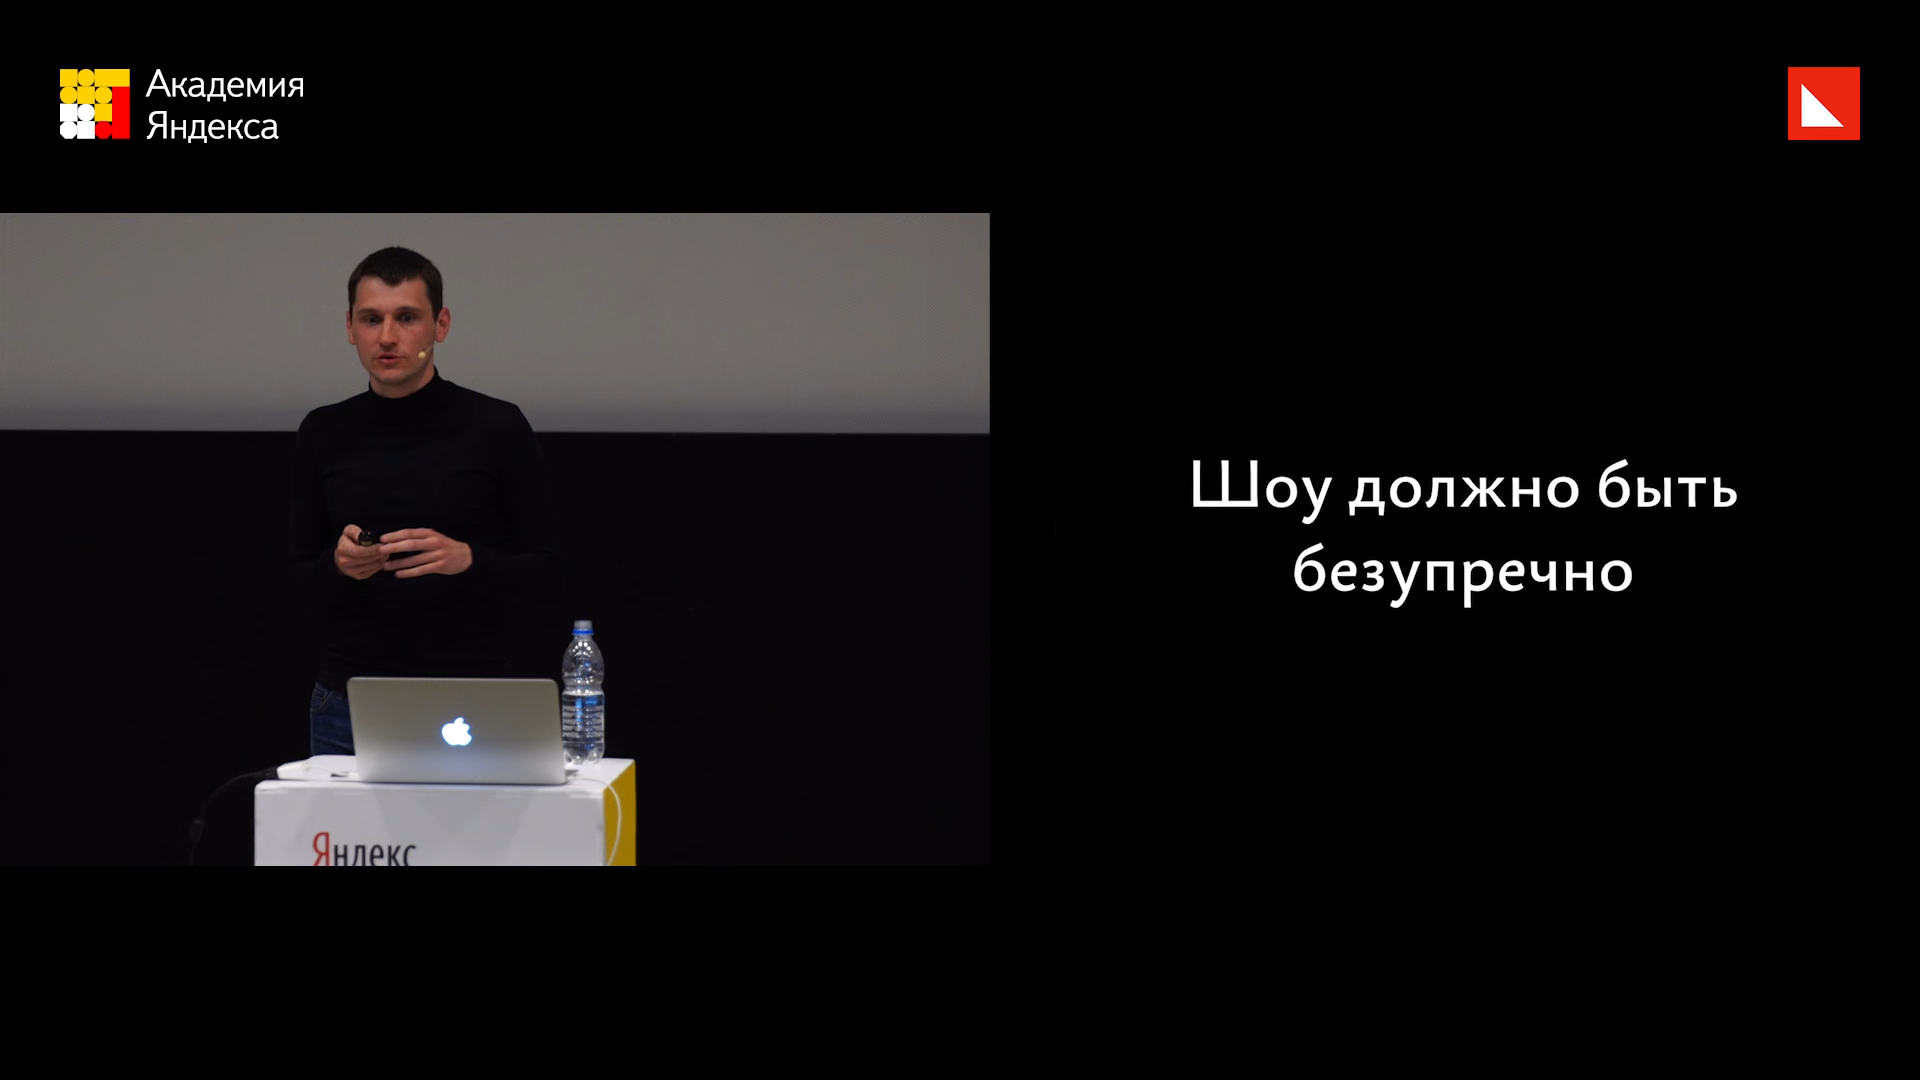 Академия
Яндекса
Шоу должно быть
безупречно
Яндекс